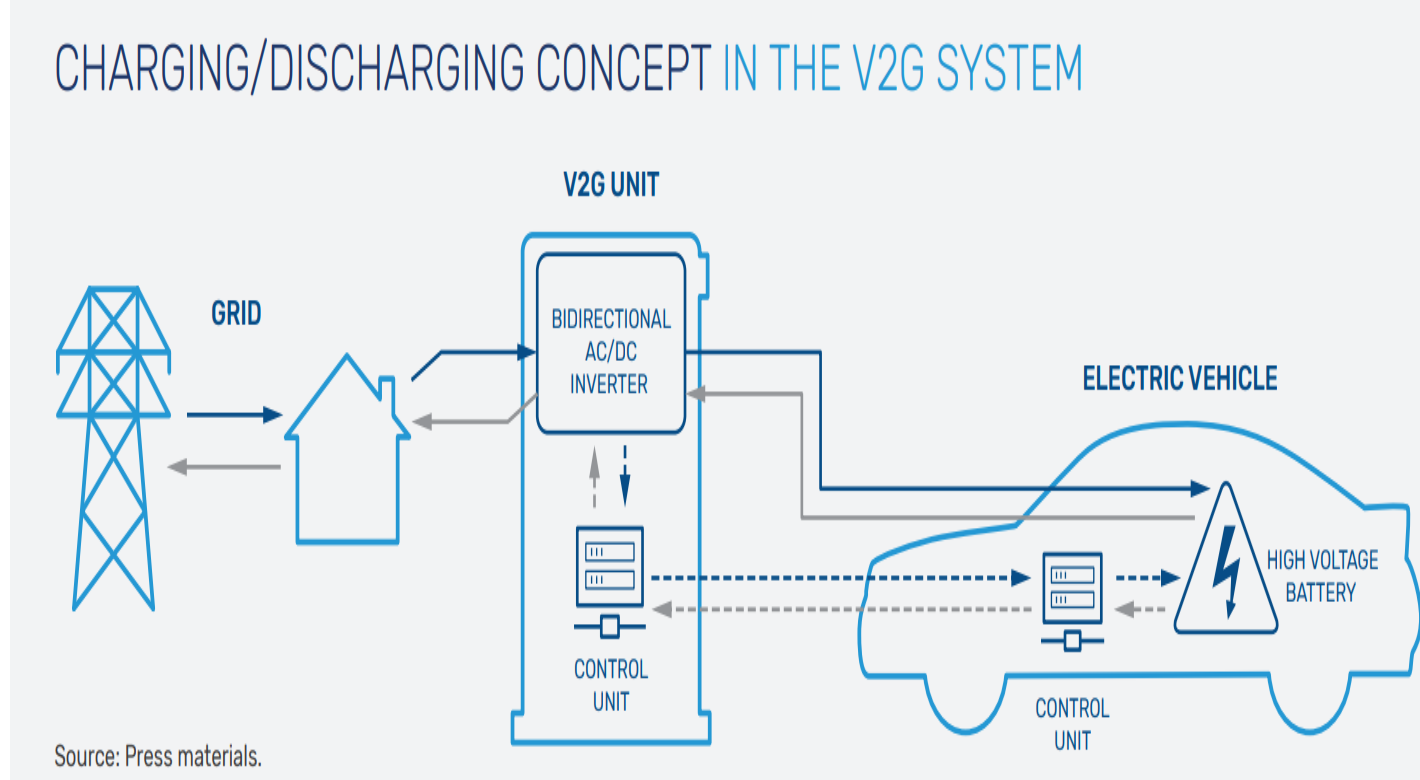 CHARGING/DISCHARGING CONCEPT IN THE V2G SYSTEM
V2G UNIT
GRID
BIDIRECTIONAL
AC/DC
INVERTER
ELECTRIC VEHICLE
HIGH VOLTAGE
BATTERY
CONTROL
UNIT
CONTROL
UNIT
Source: Press materials.